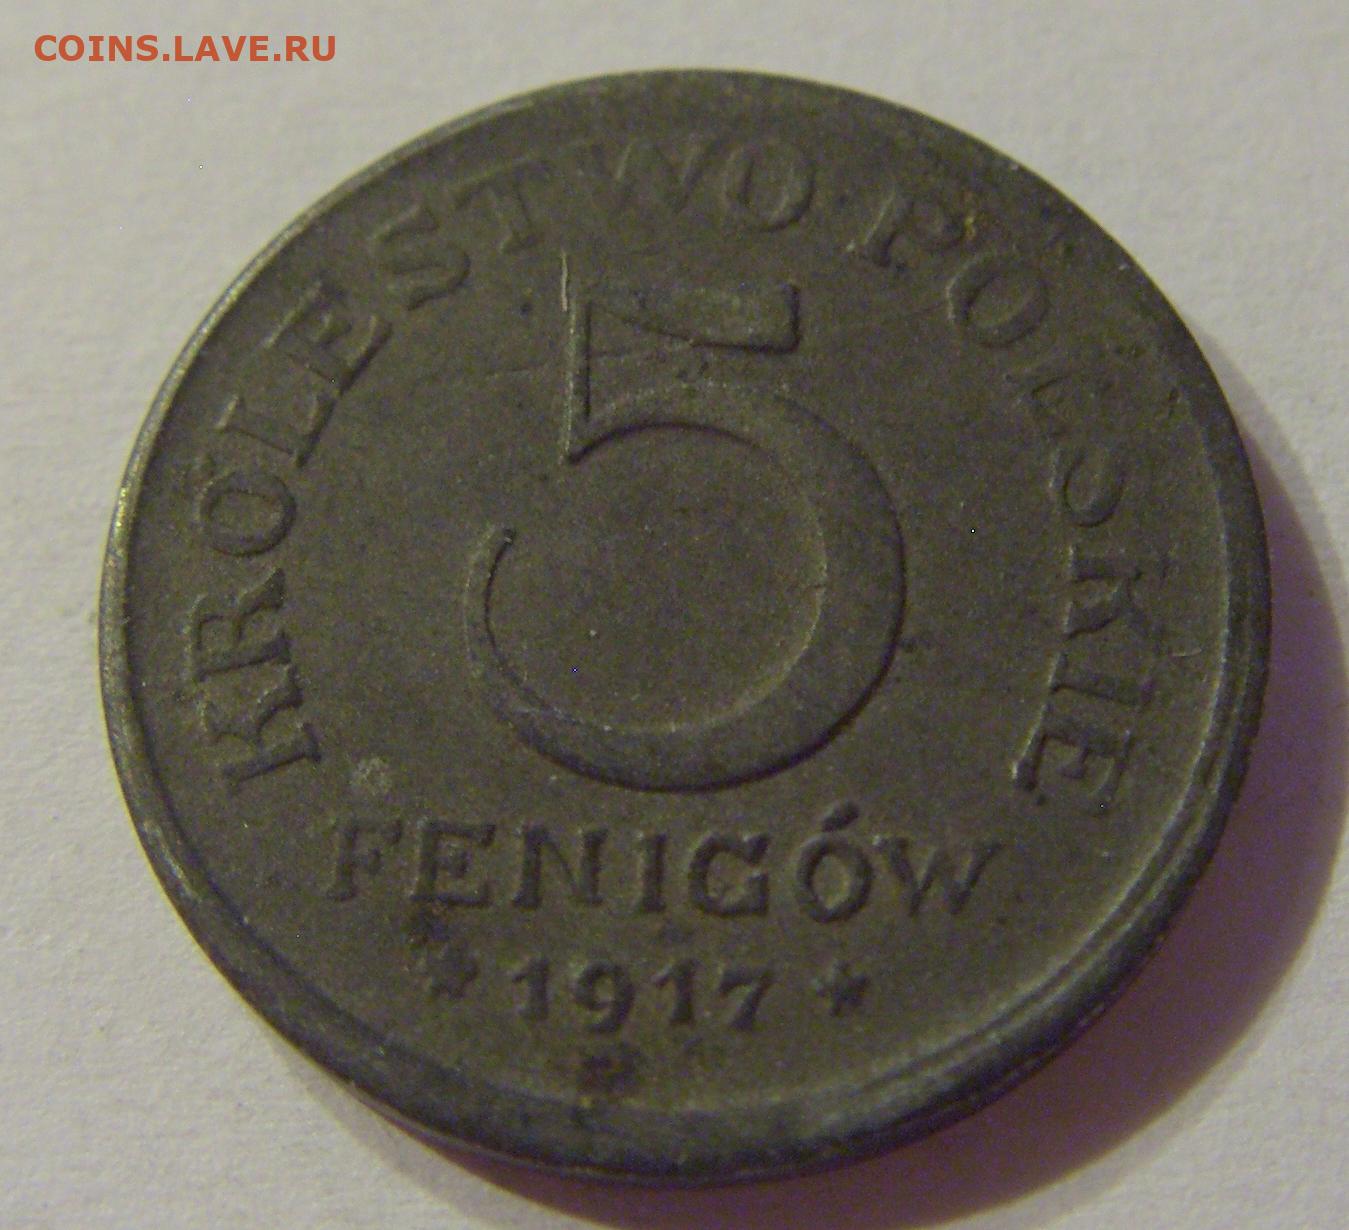 COINS.LAVE.RU
KRÓLESTWO POLSKIE
5
FENIGÓW
* 1917 *